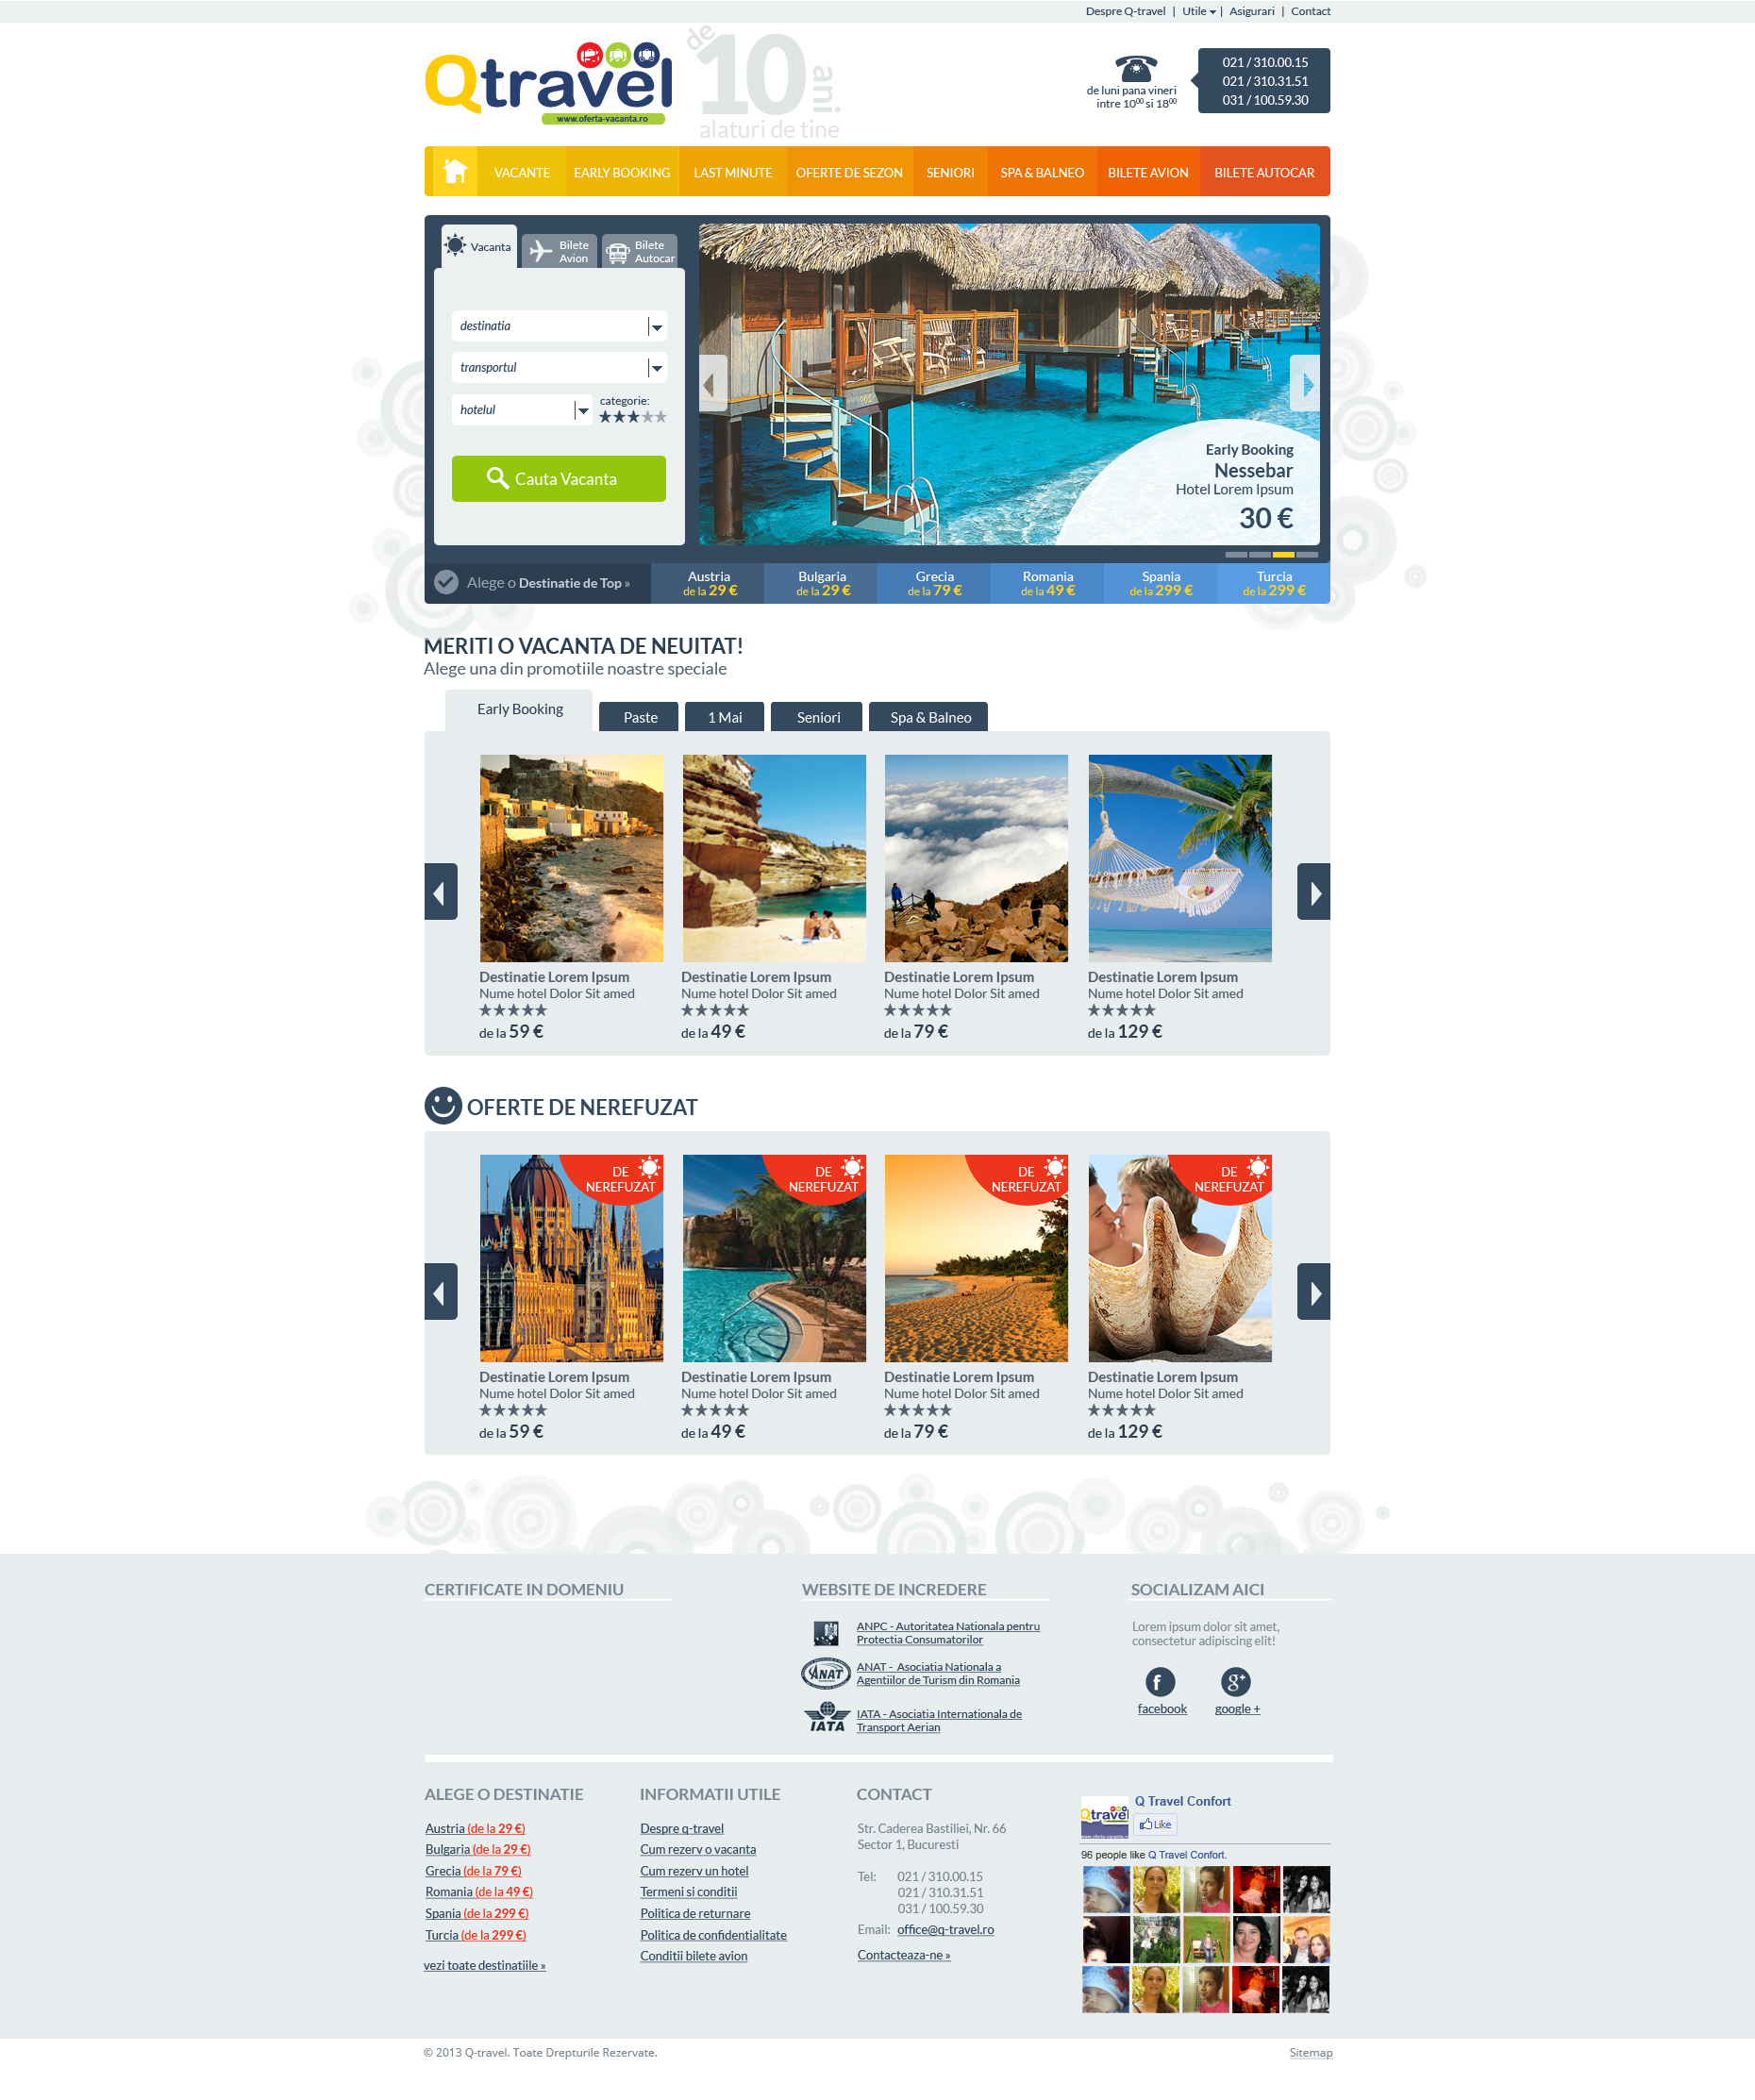 Despre Q-travel | Utile | Asigurari | Contact
Qtravel
www.oferta-vacanta.ro
de 10 ani
alaturi de tine
de luni pana vineri
intre 10⁰⁰ si 18⁰⁰
021 / 310.00.15
021 / 310.31.51
031 / 100.59.30
VACANTE EARLY BOOKING LAST MINUTE OFERTE DE SEZON SENIORI SPA & BALNEO BILETE AVION BILETE AUTOCAR
Vacanta
Bilete
Avion
Bilete
Autocar
destinatia
transportul
hotelul
categorie:
Cauta Vacanta
Early Booking
Nessebar
Hotel Lorem Ipsum
30 €
Alege o Destinatie de Top »
Austria
de la 29 €
Bulgaria
de la 29 €
Grecia
de la 79 €
Romania
de la 49 €
Spania
de la 299 €
Turcia
de la 299 €
MERITI O VACANTA DE NEUITAT!
Alege una din promotiile noastre speciale
Early Booking Paste 1 Mai Seniori Spa & Balneo
Destinatie Lorem Ipsum
Nume hotel Dolor Sit amed
de la 59 €
Destinatie Lorem Ipsum
Nume hotel Dolor Sit amed
de la 49 €
Destinatie Lorem Ipsum
Nume hotel Dolor Sit amed
de la 79 €
Destinatie Lorem Ipsum
Nume hotel Dolor Sit amed
de la 129 €
OFERTE DE NEREFUZAT
DE
NEREFUZAT
Destinatie Lorem Ipsum
Nume hotel Dolor Sit amed
de la 59 €
DE
NEREFUZAT
Destinatie Lorem Ipsum
Nume hotel Dolor Sit amed
de la 49 €
DE
NEREFUZAT
Destinatie Lorem Ipsum
Nume hotel Dolor Sit amed
de la 79 €
DE
NEREFUZAT
Destinatie Lorem Ipsum
Nume hotel Dolor Sit amed
de la 129 €
CERTIFICATE IN DOMENIU
WEBSITE DE INCREDERE
ANPC - Autoritatea Nationala pentru
Protectia Consumatorilor
ANAT
ANAT - Asociatia Nationala a
Agentiilor de Turism din Romania
IATA
IATA - Asociatia Internationala de
Transport Aerian
SOCIALIZAM AICI
Lorem ipsum dolor sit amet,
consectetur adipiscing elit!
facebook
google +
ALEGE O DESTINATIE
Austria (de la 29 €)
Bulgaria (de la 29 €)
Grecia (de la 79 €)
Romania (de la 49 €)
Spania (de la 299 €)
Turcia (de la 299 €)
vezi toate destinatiile »
INFORMATII UTILE
Despre q-travel
Cum rezerv o vacanta
Cum rezerv un hotel
Termeni si conditii
Politica de returnare
Politica de confidentialitate
Conditii bilete avion
CONTACT
Str. Caderea Bastiliei, Nr. 66
Sector 1, Bucuresti
Tel: 021 / 310.00.15
021 / 310.31.51
031 / 100.59.30
Email: office@q-travel.ro
Contacteaza-ne »
Qtravel
Q Travel Confort
Like
96 people like Q Travel Confort.
© 2013 Q-travel. Toate Drepturile Rezervate.
Sitemap